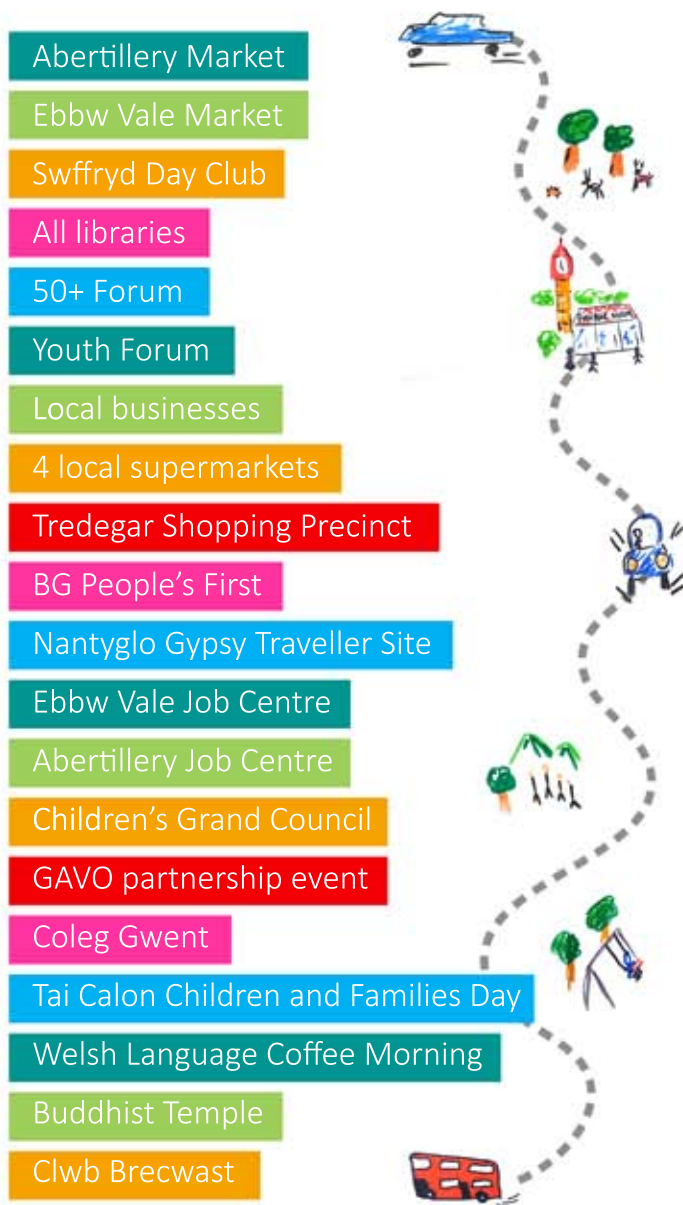 Abertillery Market
Ebbw Vale Market
Swffryd Day Club
All libraries
50+ Forum
Youth Forum
Local businesses
4 local supermarkets
Tredegar Shopping Precinct
BG People's First
Nantyglo Gypsy Traveller Site
Ebbw Vale Job Centre
Abertillery Job Centre
Children's Grand Council
GAVO partnership event
Coleg Gwent
Tai Calon Children and Families Day
Welsh Language Coffee Morning
Buddhist Temple
Clwb Brecwast